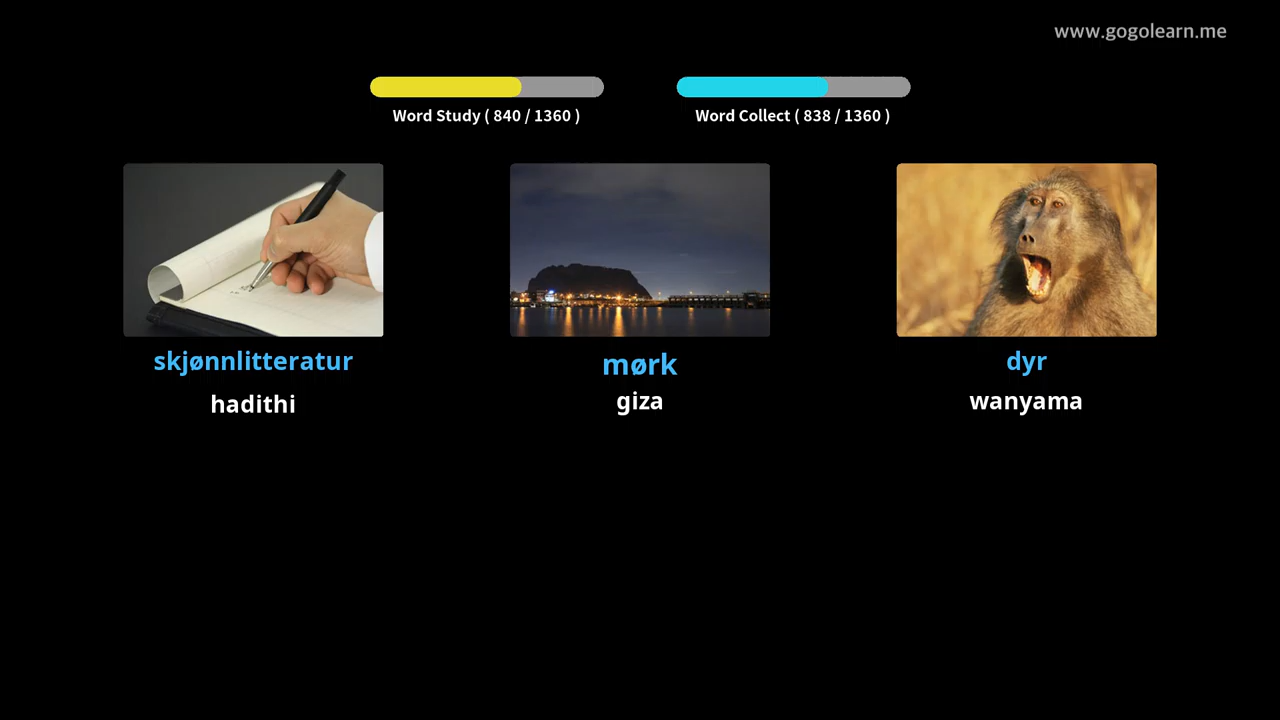 www.gogolearn.me
Word Study ( 840 / 1360 )
Word Collect ( 838 / 1360 )
skjønnlitteratur
hadithi
mørk
giza
dyr
wanyama